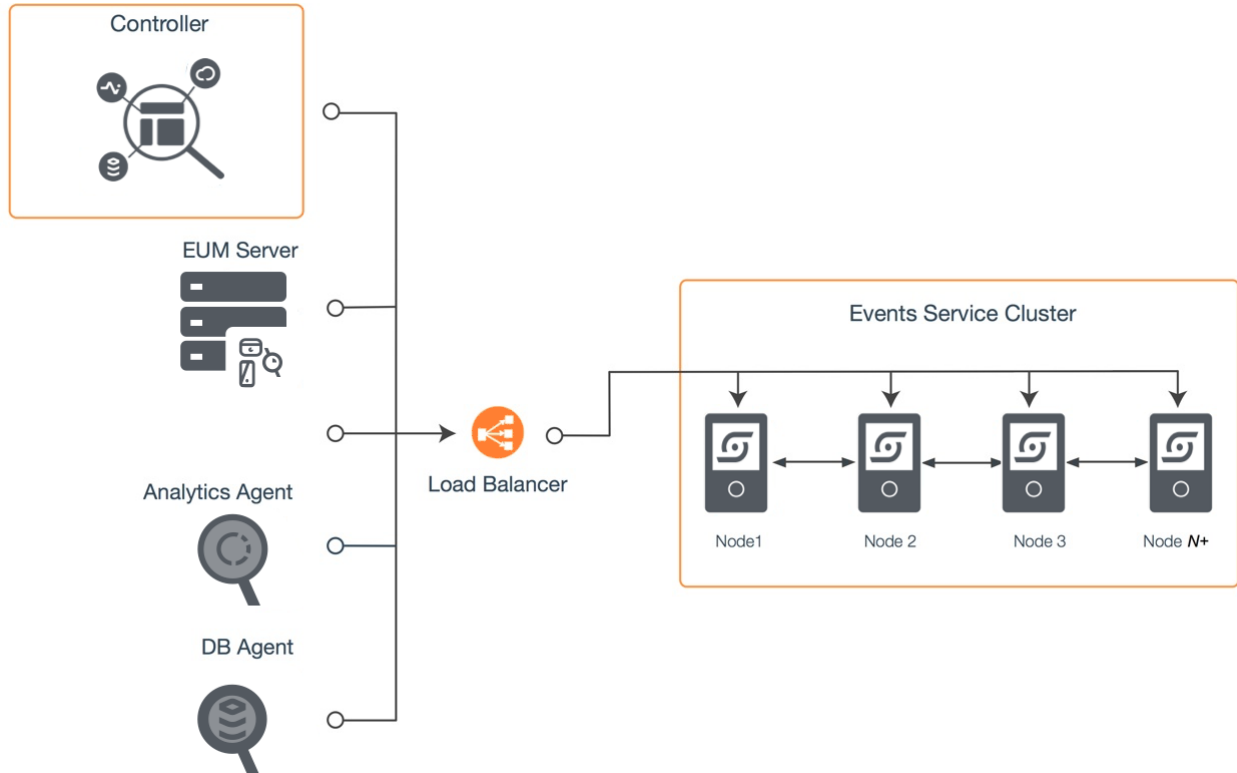 Controller
EUM Server
Events Service Cluster
Load Balancer
Analytics Agent
Node1
Node 2
Node 3
Node N+
DB Agent